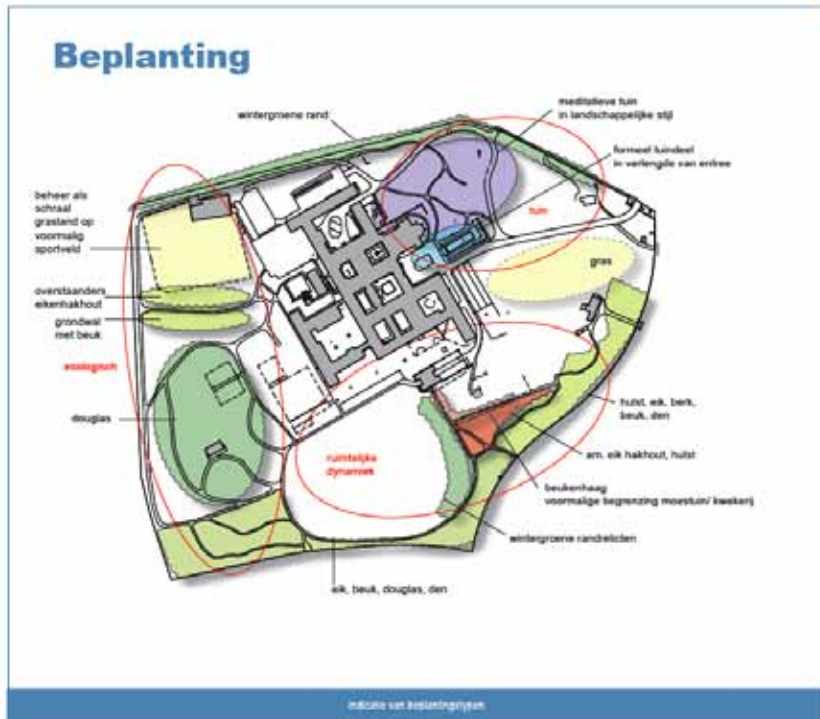 Beplanting
wintergroene rand
meditatieve tuin
in landschappelijke stijl
formeel tuindeel
in verlengde van entree
beheer als
schraal
grasland op
voormalig
sportveld
tuin
gras
overstaanders
eikenhakhout
grondwal
met beuk
ecologisch
douglas
hulst, eik, berk,
beuk, den
am. eik hakhout, hulst
ruimtelijke
dynamiek
beukenhaag
voormalige begrenzing moestuin/ kwekerij
wintergroene randrelicten
eik, beuk, douglas, den
indicatie van beplantingstypen